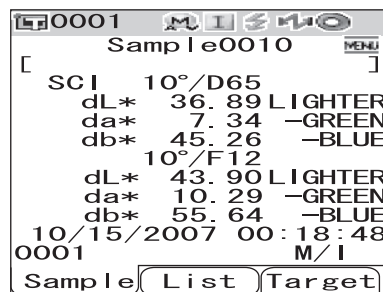 0001 M I
Sample0010 MENU
[ ]
SCI 10°/D65
dL* 36.89 LIGHTER
da* 7.34 −GREEN
db* 45.26 −BLUE
10°/F12
dL* 43.90 LIGHTER
da* 10.29 −GREEN
db* 55.64 −BLUE
10/15/2007 00:18:48
0001 M/I
Sample List Target